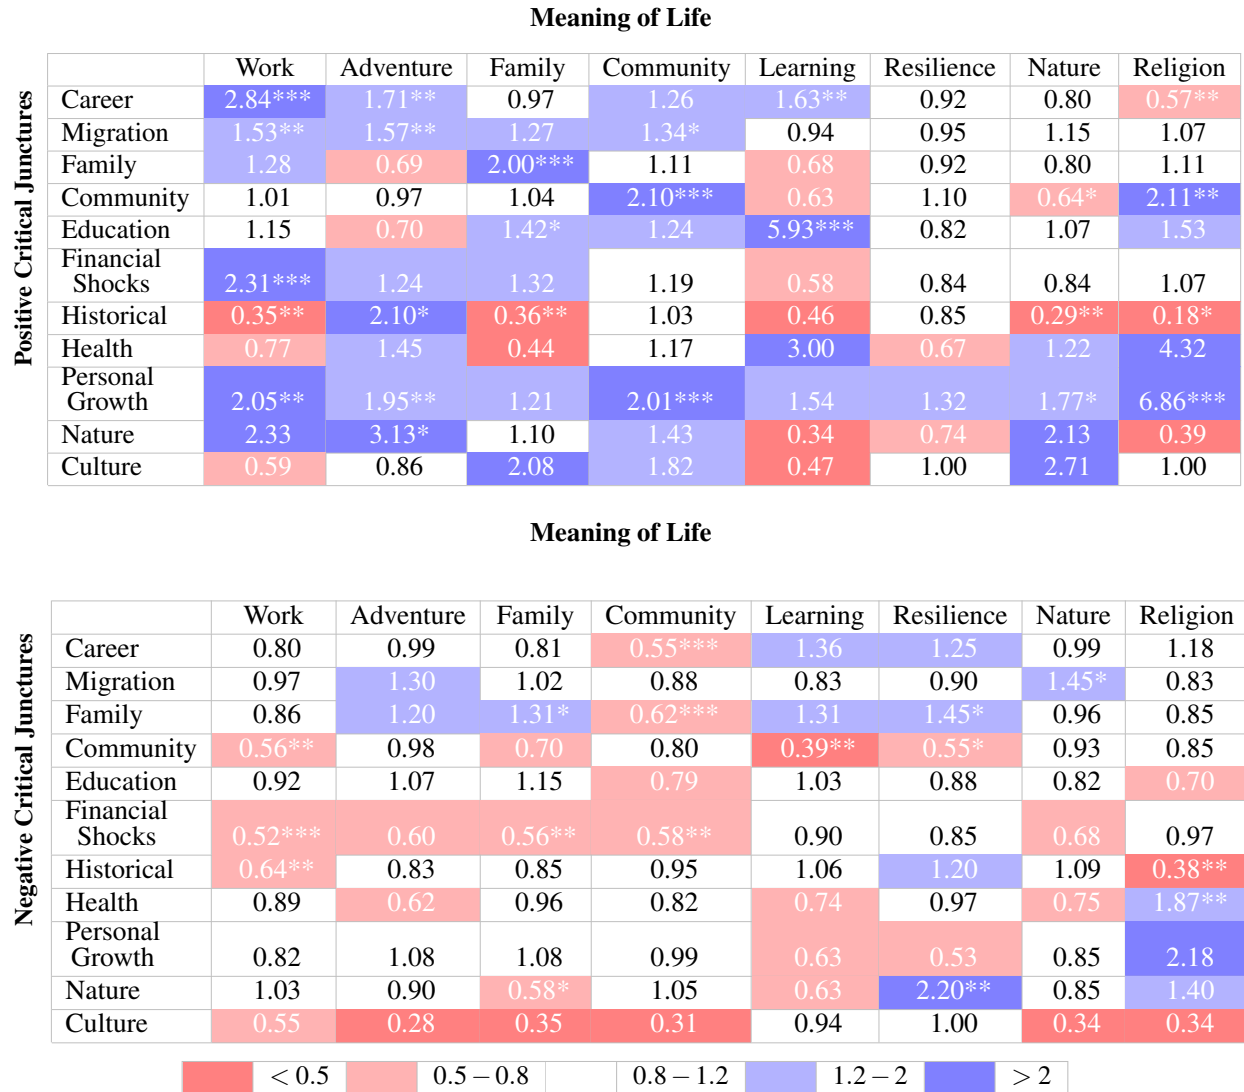 Meaning of Life
Positive Critical Junctures
Work Adventure Family Community Learning Resilience Nature Religion
Career 2.84*** 1.71** 0.97 1.26 1.63** 0.92 0.80 0.57**
Migration 1.53** 1.57** 1.27 1.34* 0.94 0.95 1.15 1.07
Family 1.28 0.69 2.00*** 1.11 0.68 0.92 0.80 1.11
Community 1.01 0.97 1.04 2.10*** 0.63 1.10 0.64* 2.11**
Education 1.15 0.70 1.42* 1.24 5.93*** 0.82 1.07 1.53
Financial
Shocks 2.31*** 1.24 1.32 1.19 0.58 0.84 0.84 1.07
Historical 0.35** 2.10* 0.36** 1.03 0.46 0.85 0.29** 0.18*
Health 0.77 1.45 0.44 1.17 3.00 0.67 1.22 4.32
Personal
Growth 2.05** 1.95** 1.21 2.01*** 1.54 1.32 1.77* 6.86***
Nature 2.33 3.13* 1.10 1.43 0.34 0.74 2.13 0.39
Culture 0.59 0.86 2.08 1.82 0.47 1.00 2.71 1.00
Meaning of Life
Negative Critical Junctures
Work Adventure Family Community Learning Resilience Nature Religion
Career 0.80 0.99 0.81 0.55*** 1.36 1.25 0.99 1.18
Migration 0.97 1.30 1.02 0.88 0.83 0.90 1.45* 0.83
Family 0.86 1.20 1.31* 0.62*** 1.31 1.45* 0.96 0.85
Community 0.56** 0.98 0.70 0.80 0.39** 0.55* 0.93 0.85
Education 0.92 1.07 1.15 0.79 1.03 0.88 0.82 0.70
Financial
Shocks 0.52*** 0.60 0.56** 0.58** 0.90 0.85 0.68 0.97
Historical 0.64** 0.83 0.85 0.95 1.06 1.20 1.09 0.38**
Health 0.89 0.62 0.96 0.82 0.74 0.97 0.75 1.87**
Personal
Growth 0.82 1.08 1.08 0.99 0.63 0.53 0.85 2.18
Nature 1.03 0.90 0.58* 1.05 0.63 2.20** 0.85 1.40
Culture 0.55 0.28 0.35 0.31 0.94 1.00 0.34 0.34
< 0.5 0.5 − 0.8 0.8 − 1.2 1.2 − 2 > 2